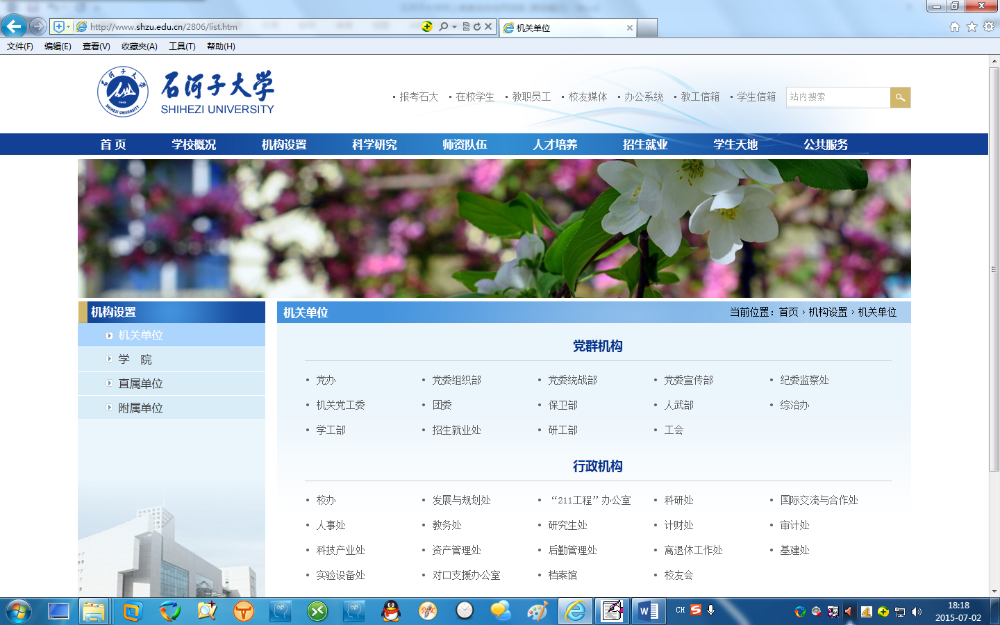 http://www.shzu.edu.cn/2806/list.htm
机关单位
文件(F) 编辑(E) 查看(V) 收藏夹(A) 工具(T) 帮助(H)
石河子大学
SHIHEZI UNIVERSITY
石河子大学
1949
SHIHEZI UNIVERSITY
报考石大 在校学生 教职员工 校友媒体 办公系统 教工信箱 学生信箱 站内搜索
首 页 学校概况 机构设置 科学研究 师资队伍 人才培养 招生就业 学生天地 公共服务
机构设置
机关单位
学 院
直属单位
附属单位
机关单位
当前位置：首页 › 机构设置 › 机关单位
党群机构
• 党办 • 党委组织部 • 党委统战部 • 党委宣传部 • 纪委监察处
• 机关党工委 • 团委 • 保卫部 • 人武部 • 综治办
• 学工部 • 招生就业处 • 研工部 • 工会
行政机构
• 校办 • 发展与规划处 • “211工程”办公室 • 科研处 • 国际交流与合作处
• 人事处 • 教务处 • 研究生处 • 计财处 • 审计处
• 科技产业处 • 资产管理处 • 后勤管理处 • 离退休工作处 • 基建处
• 实验设备处 • 对口支援办公室 • 档案馆 • 校友会
CH
18:18
2015-07-02